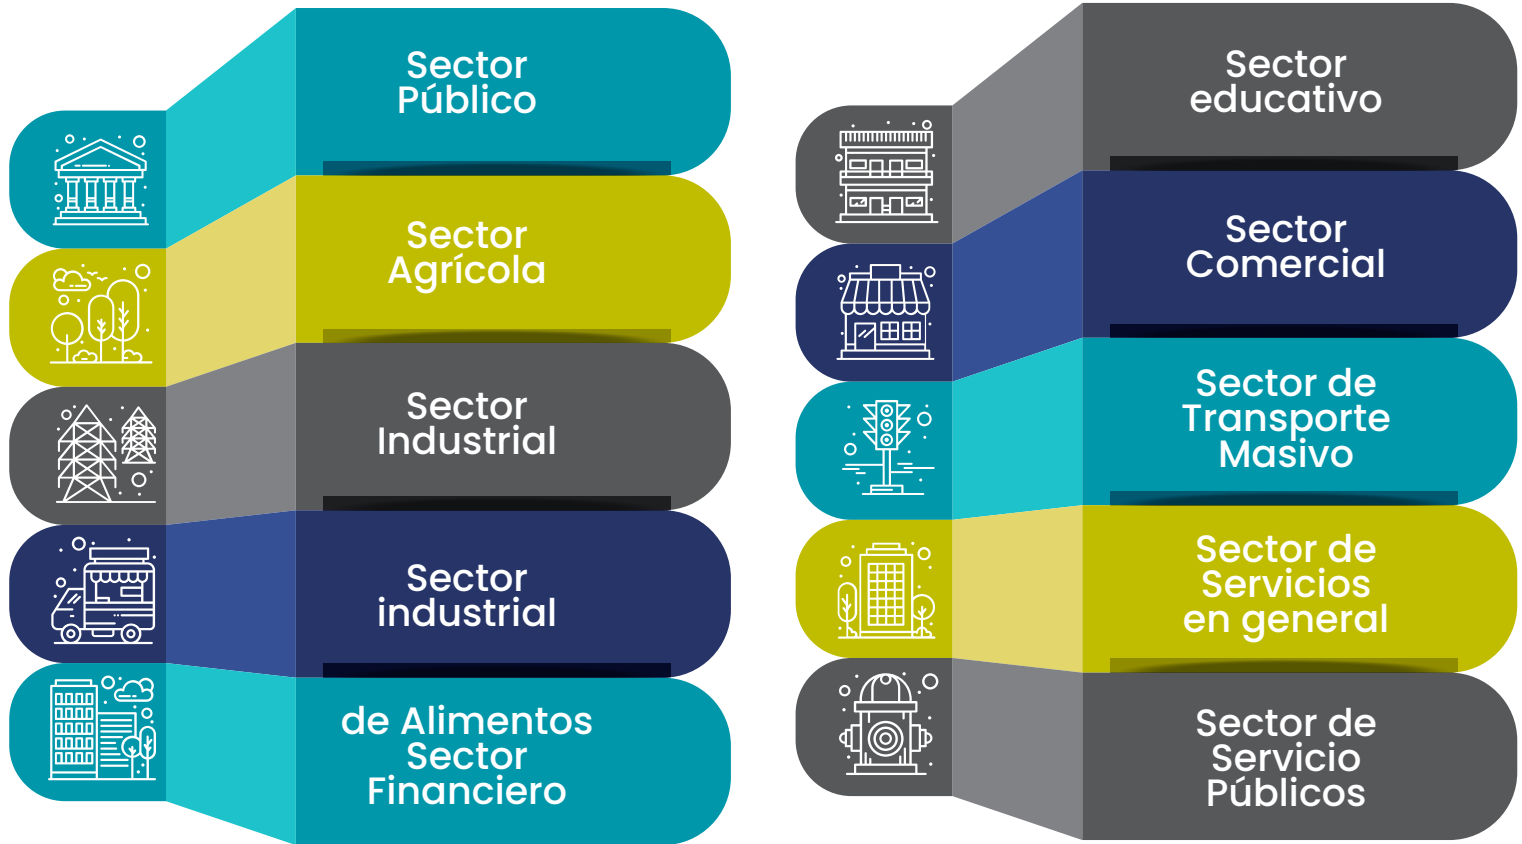 Sector
Público
Sector
Agrícola
Sector
Industrial
Sector
industrial
de Alimentos
Sector
Financiero
Sector
educativo
Sector
Comercial
Sector de
Transporte
Masivo
Sector de
Servicios
en general
Sector de
Servicio
Públicos